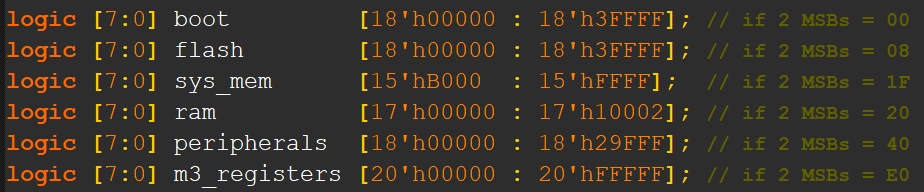 logic [7:0] boot [18'h00000 : 18'h3FFFF]; // if 2 MSBs = 00
logic [7:0] flash [18'h00000 : 18'h3FFFF]; // if 2 MSBs = 08
logic [7:0] sys_mem [15'hB000 : 15'hFFFF]; // if 2 MSBs = 1F
logic [7:0] ram [17'h00000 : 17'h10002]; // if 2 MSBs = 20
logic [7:0] peripherals [18'h00000 : 18'h29FFF]; // if 2 MSBs = 40
logic [7:0] m3_registers [20'h00000 : 20'hFFFFF]; // if 2 MSBs = E0